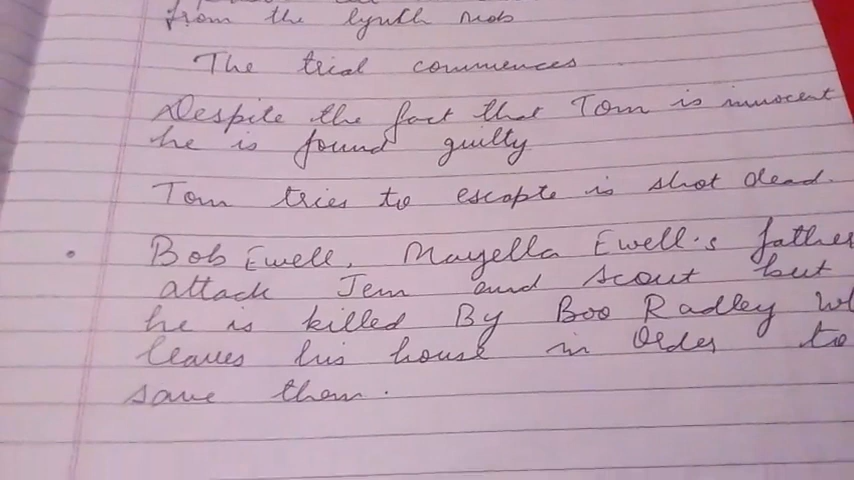 from the lynth mob
The trial commences
Despite the fact that Tom is innocent
he is found guilty
Tom tries to escapte is shot dead.
Bob Ewell, Mayella Ewell's father
attack Jem and scout but
he is killed By Boo Radley
leaves his house in Order to
save them.